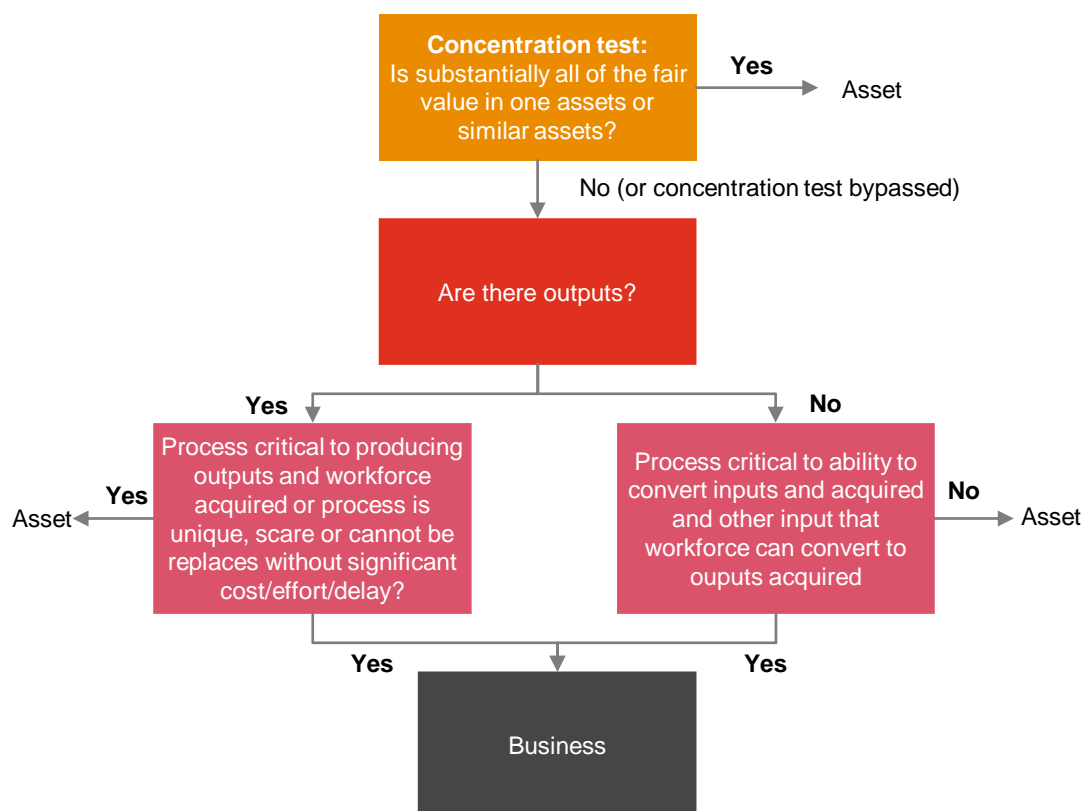 Concentration test:
Is substantially all of the fair
value in one assets or
similar assets?
Yes
Asset
No (or concentration test bypassed)
Are there outputs?
Yes
No
Process critical to producing
outputs and workforce
acquired or process is
unique, scare or cannot be
replaces without significant
cost/effort/delay?
Yes
Asset
Process critical to ability to
convert inputs and acquired
and other input that
workforce can convert to
ouputs acquired
No
Asset
Yes
Yes
Business